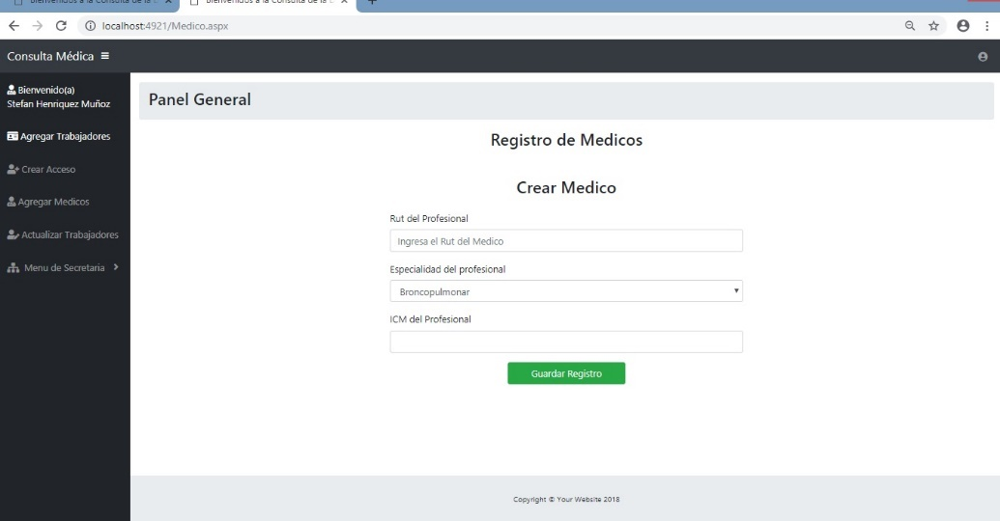 Bienvenidos a la Consulta de la
Bienvenidos a la Consulta de la
localhost:4921/Medico.aspx
Consulta Médica
Bienvenido(a)
Stefan Henriquez Muñoz
Agregar Trabajadores
Crear Acceso
Agregar Medicos
Actualizar Trabajadores
Menu de Secretaria
Panel General
Registro de Medicos
Crear Medico
Rut del Profesional
Ingresa el Rut del Medico
Especialidad del profesional
Broncopulmonar
ICM del Profesional
Guardar Registro
Copyright © Your Website 2018